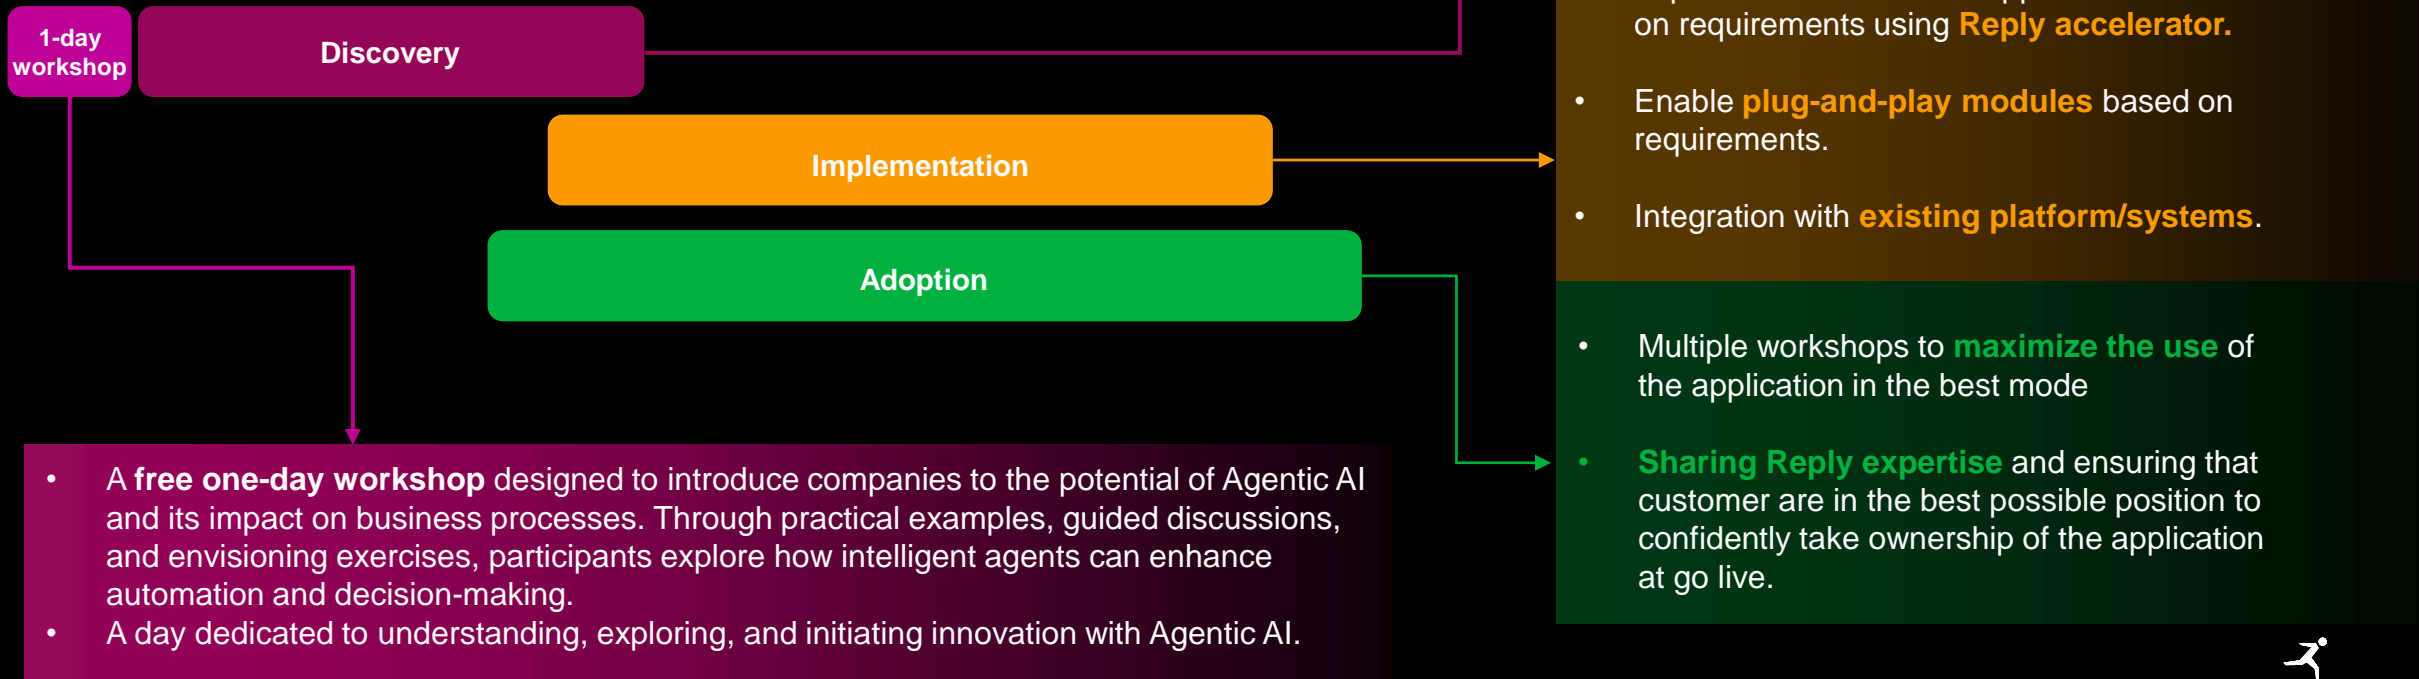 1-day
workshop
Discovery
Implementation
Adoption
• A free one-day workshop designed to introduce companies to the potential of Agentic AI
and its impact on business processes. Through practical examples, guided discussions,
and envisioning exercises, participants explore how intelligent agents can enhance
automation and decision-making.
• A day dedicated to understanding, exploring, and initiating innovation with Agentic AI.
on requirements using Reply accelerator.
• Enable plug-and-play modules based on
requirements.
• Integration with existing platform/systems.
• Multiple workshops to maximize the use of
the application in the best mode
• Sharing Reply expertise and ensuring that
customer are in the best possible position to
confidently take ownership of the application
at go live.